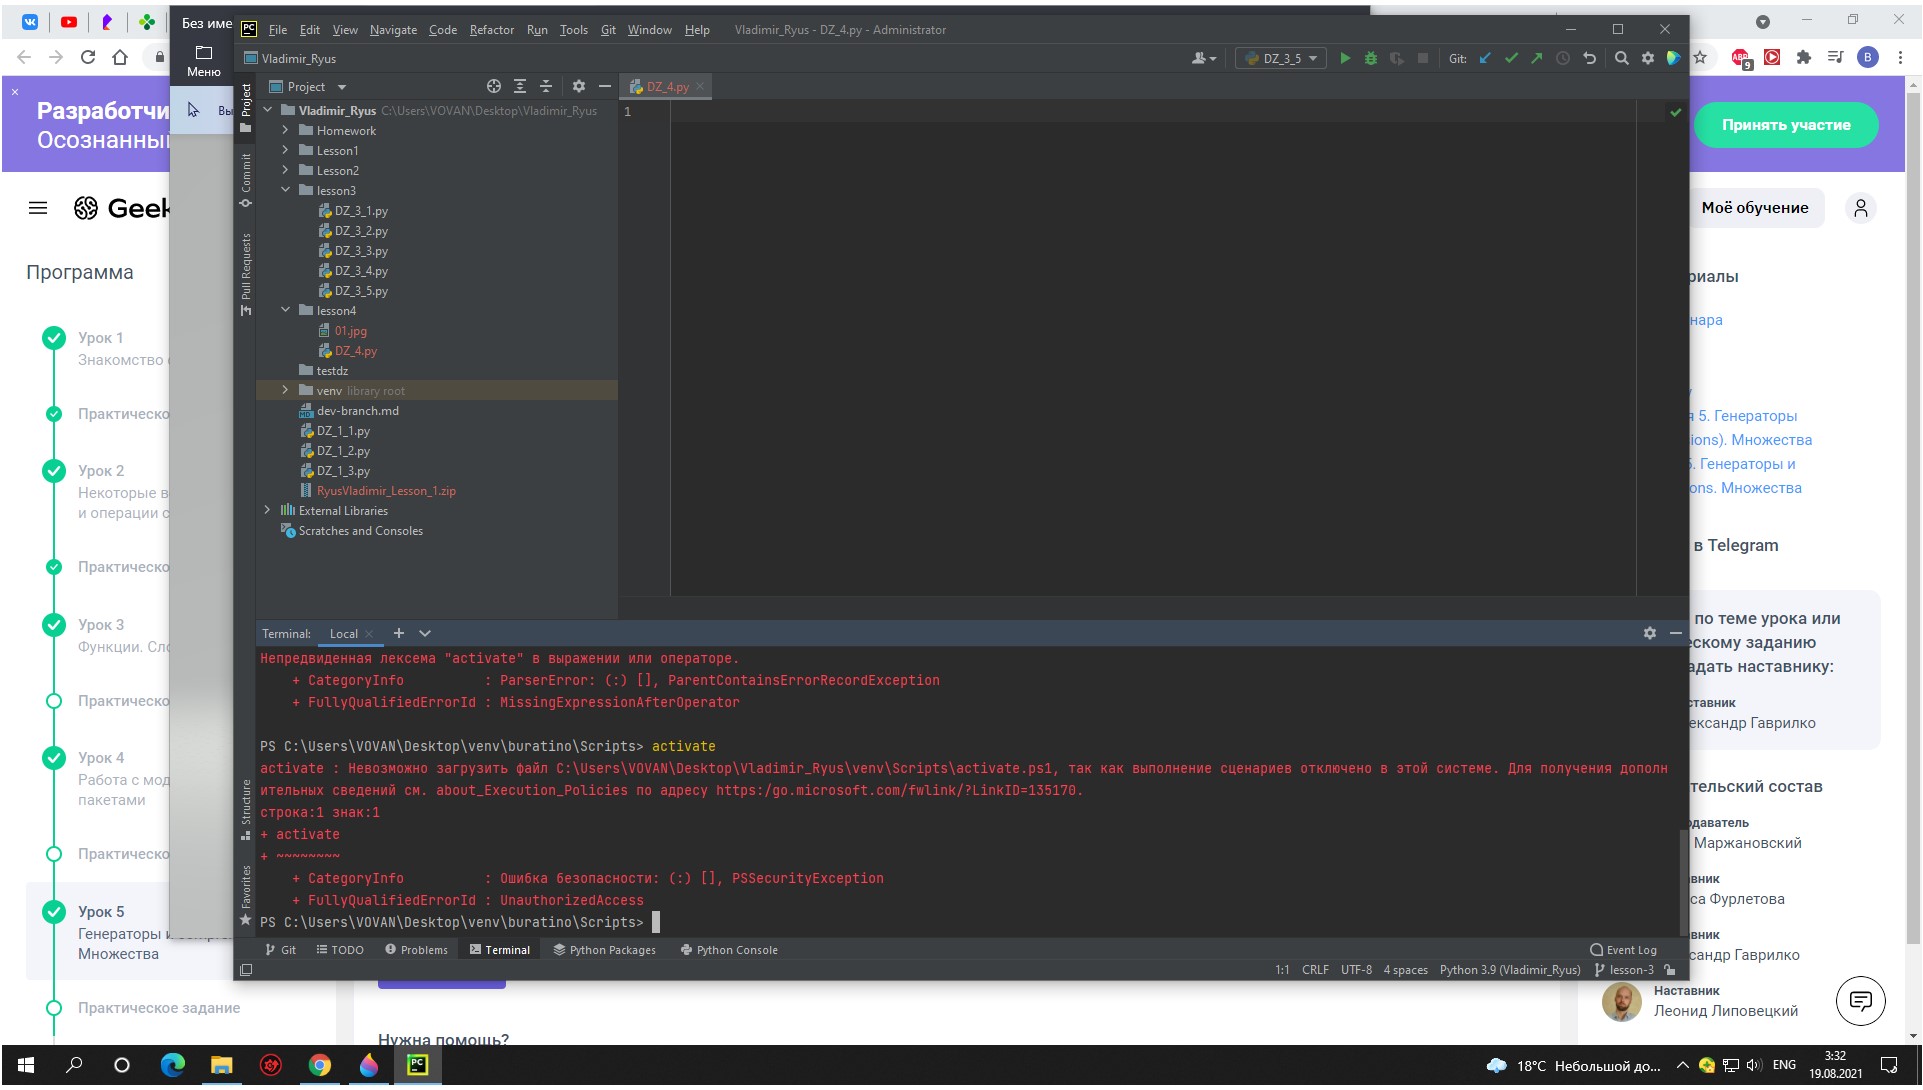 Без име
File Edit View Navigate Code Refactor Run Tools Git Window Help Vladimir_Ryus - DZ_4.py - Administrator
Меню
Vladimir_Ryus
DZ_3_5
Git:
ABP
9
B
Вы
Project
Commit
Pull Requests
Structure
Favorites
Project
DZ_4.py
1
Vladimir_Ryus C:\Users\VOVAN\Desktop\Vladimir_Ryus
Homework
Lesson1
Lesson2
lesson3
DZ_3_1.py
DZ_3_2.py
DZ_3_3.py
DZ_3_4.py
DZ_3_5.py
lesson4
01.jpg
DZ_4.py
testdz
venv library root
dev-branch.md
DZ_1_1.py
DZ_1_2.py
DZ_1_3.py
RyusVladimir_Lesson_1.zip
External Libraries
Scratches and Consoles
Terminal: Local
Непредвиденная лексема "activate" в выражении или операторе.
+ CategoryInfo : ParserError: (:) [], ParentContainsErrorRecordException
+ FullyQualifiedErrorId : MissingExpressionAfterOperator
PS C:\Users\VOVAN\Desktop\venv\buratino\Scripts> activate
activate : Невозможно загрузить файл C:\Users\VOVAN\Desktop\Vladimir_Ryus\venv\Scripts\activate.ps1, так как выполнение сценариев отключено в этой системе. Для получения дополн
ительных сведений см. about_Execution_Policies по адресу https:/go.microsoft.com/fwlink/?LinkID=135170.
строка:1 знак:1
+ activate
+ ~~~~~~~~
+ CategoryInfo : Ошибка безопасности: (:) [], PSSecurityException
+ FullyQualifiedErrorId : UnauthorizedAccess
PS C:\Users\VOVAN\Desktop\venv\buratino\Scripts>
Git TODO Problems Terminal Python Packages Python Console Event Log
1:1 CRLF UTF-8 4 spaces Python 3.9 (Vladimir_Ryus) lesson-3
Разработчи
Осознанный
Geek
Программа
Урок 1
Знакомство с
Практическо
Урок 2
Некоторые в
и операции с
Практическо
Урок 3
Функции. Сло
Практическо
Урок 4
Работа с мод
пакетами
Практическо
Урок 5
Генераторы и
Множества
Практическое задание
Нужна помощь?
Принять участие
Моё обучение
риалы
нара
я 5. Генераторы
ions). Множества
5. Генераторы и
ons. Множества
в Telegram
по теме урока или
ескому заданию
адать наставнику:
ставник
ександр Гаврилко
тельский состав
одаватель
Маржановский
вник
са Фурлетова
вник
сандр Гаврилко
Наставник
Леонид Липовецкий
18°C Небольшой до...
ENG
3:32
19.08.2021